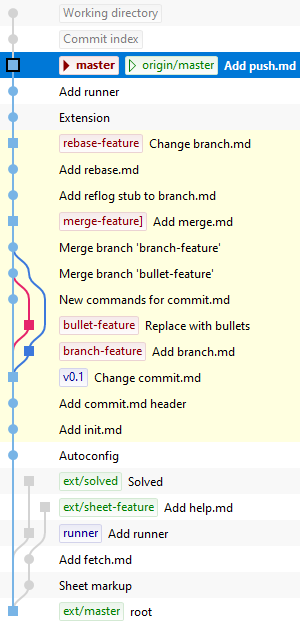 Working directory
Commit index
master origin/master Add push.md
Add runner
Extension
rebase-feature Change branch.md
Add rebase.md
Add reflog stub to branch.md
merge-feature] Add merge.md
Merge branch 'branch-feature'
Merge branch 'bullet-feature'
New commands for commit.md
bullet-feature Replace with bullets
branch-feature Add branch.md
v0.1 Change commit.md
Add commit.md header
Add init.md
Autoconfig
ext/solved Solved
ext/sheet-feature Add help.md
runner Add runner
Add fetch.md
Sheet markup
ext/master root